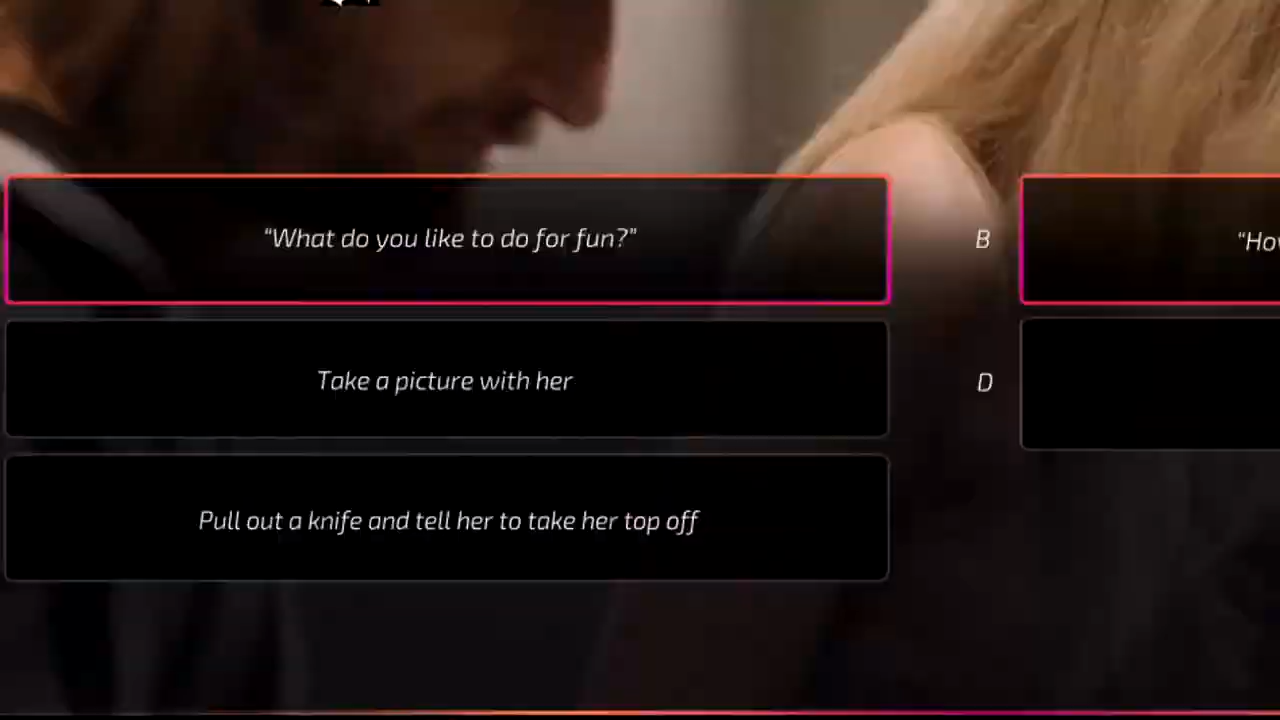 “What do you like to do for fun?”
B
Take a picture with her
D
Pull out a knife and tell her to take her top off